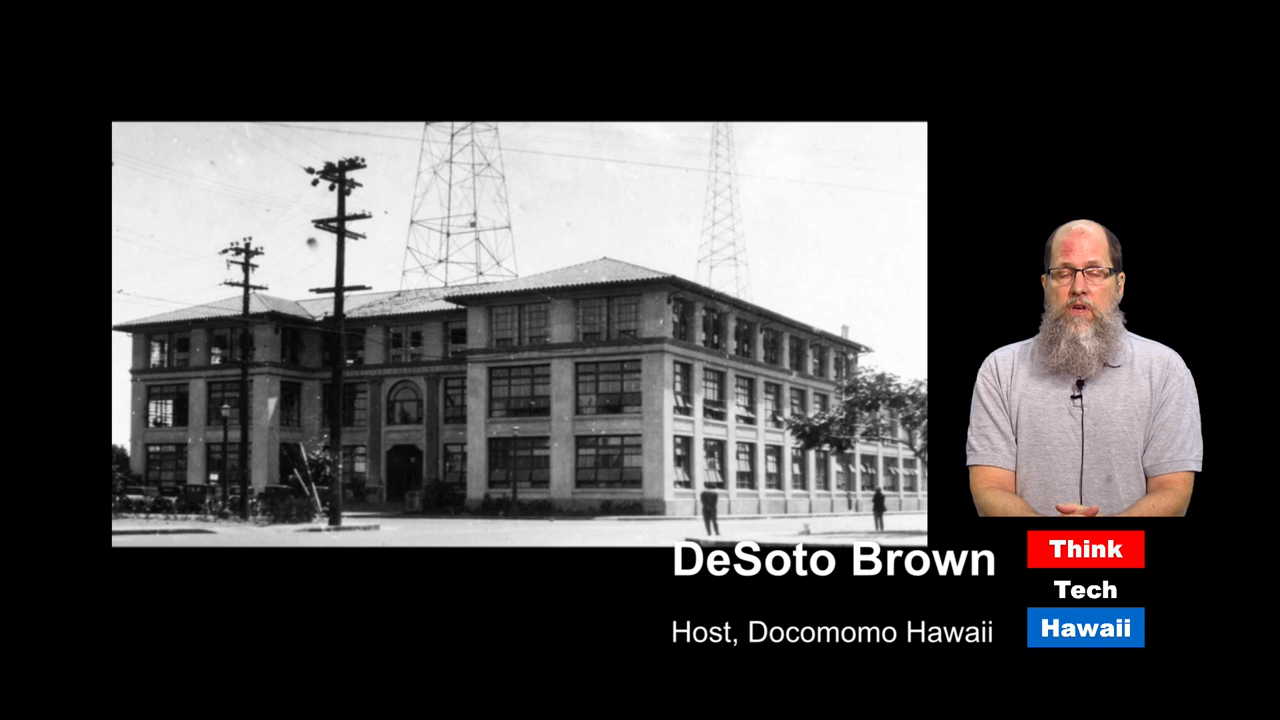 DeSoto Brown
Host, Docomomo Hawaii
Think
Tech
Hawaii